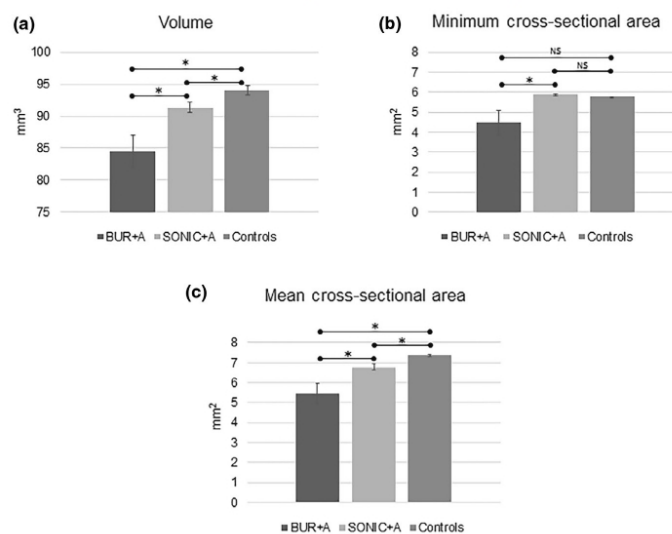 (a)
Volume
100
95
90
85
80
75
mm³
*
*
*
BUR+A SONIC+A Controls
(b)
Minimum cross-sectional area
8
7
6
5
4
3
2
1
0
mm²
NS
NS
*
BUR+A SONIC+A Controls
(c)
Mean cross-sectional area
8
7
6
5
4
3
2
1
0
mm²
*
*
*
BUR+A SONIC+A Controls